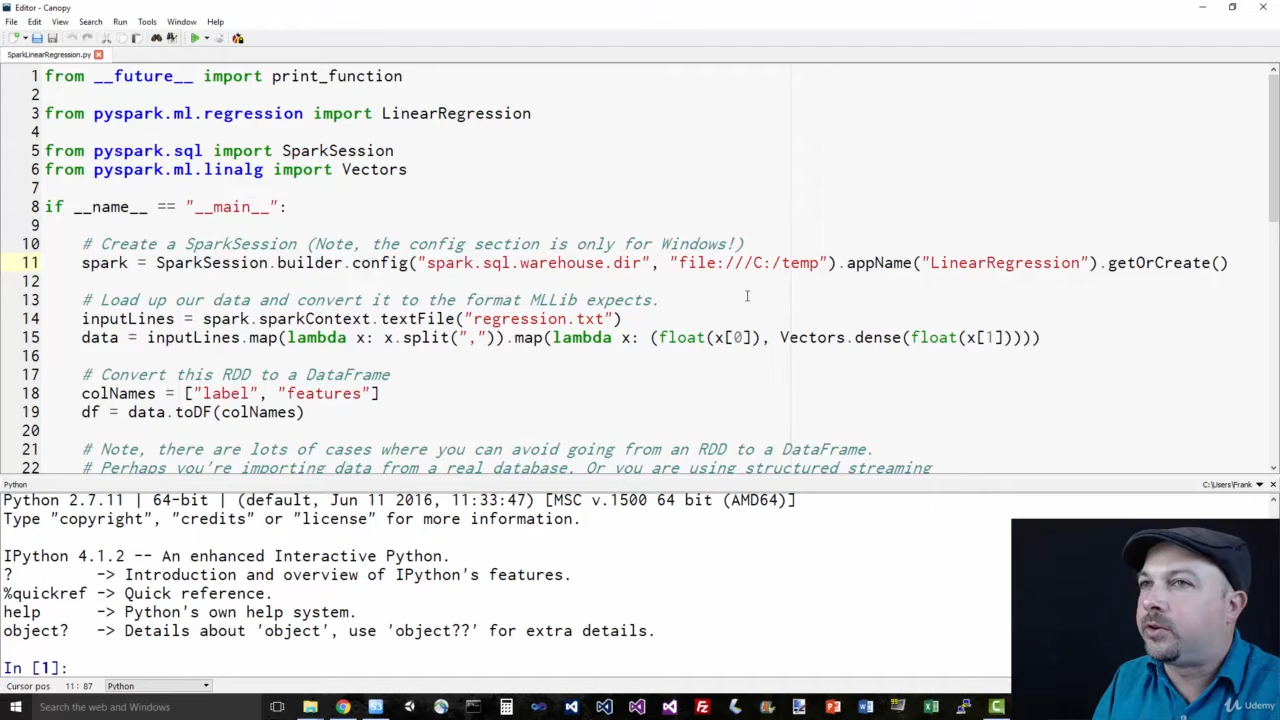 Editor - Canopy
File Edit View Search Run Tools Window Help
SparkLinearRegression.py
1 from __future__ import print_function
2
3 from pyspark.ml.regression import LinearRegression
4
5 from pyspark.sql import SparkSession
6 from pyspark.ml.linalg import Vectors
7
8 if __name__ == "__main__":
9
10 # Create a SparkSession (Note, the config section is only for Windows!)
11 spark = SparkSession.builder.config("spark.sql.warehouse.dir", "file:///C:/temp").appName("LinearRegression").getOrCreate()
12
13 # Load up our data and convert it to the format MLLib expects.
14 inputLines = spark.sparkContext.textFile("regression.txt")
15 data = inputLines.map(lambda x: x.split(",")).map(lambda x: (float(x[0]), Vectors.dense(float(x[1]))))
16
17 # Convert this RDD to a DataFrame
18 colNames = ["label", "features"]
19 df = data.toDF(colNames)
20
21 # Note, there are lots of cases where you can avoid going from an RDD to a DataFrame.
22 # Perhaps you're importing data from a real database. Or you are using structured streaming
Python C:\Users\Frank
Python 2.7.11 | 64-bit | (default, Jun 11 2016, 11:33:47) [MSC v.1500 64 bit (AMD64)]
Type "copyright", "credits" or "license" for more information.
IPython 4.1.2 -- An enhanced Interactive Python.
? -> Introduction and overview of IPython's features.
%quickref -> Quick reference.
help -> Python's own help system.
object? -> Details about 'object', use 'object??' for extra details.
In [1]:
Cursor pos 11 : 87 Python
Search the web and Windows
Udemy